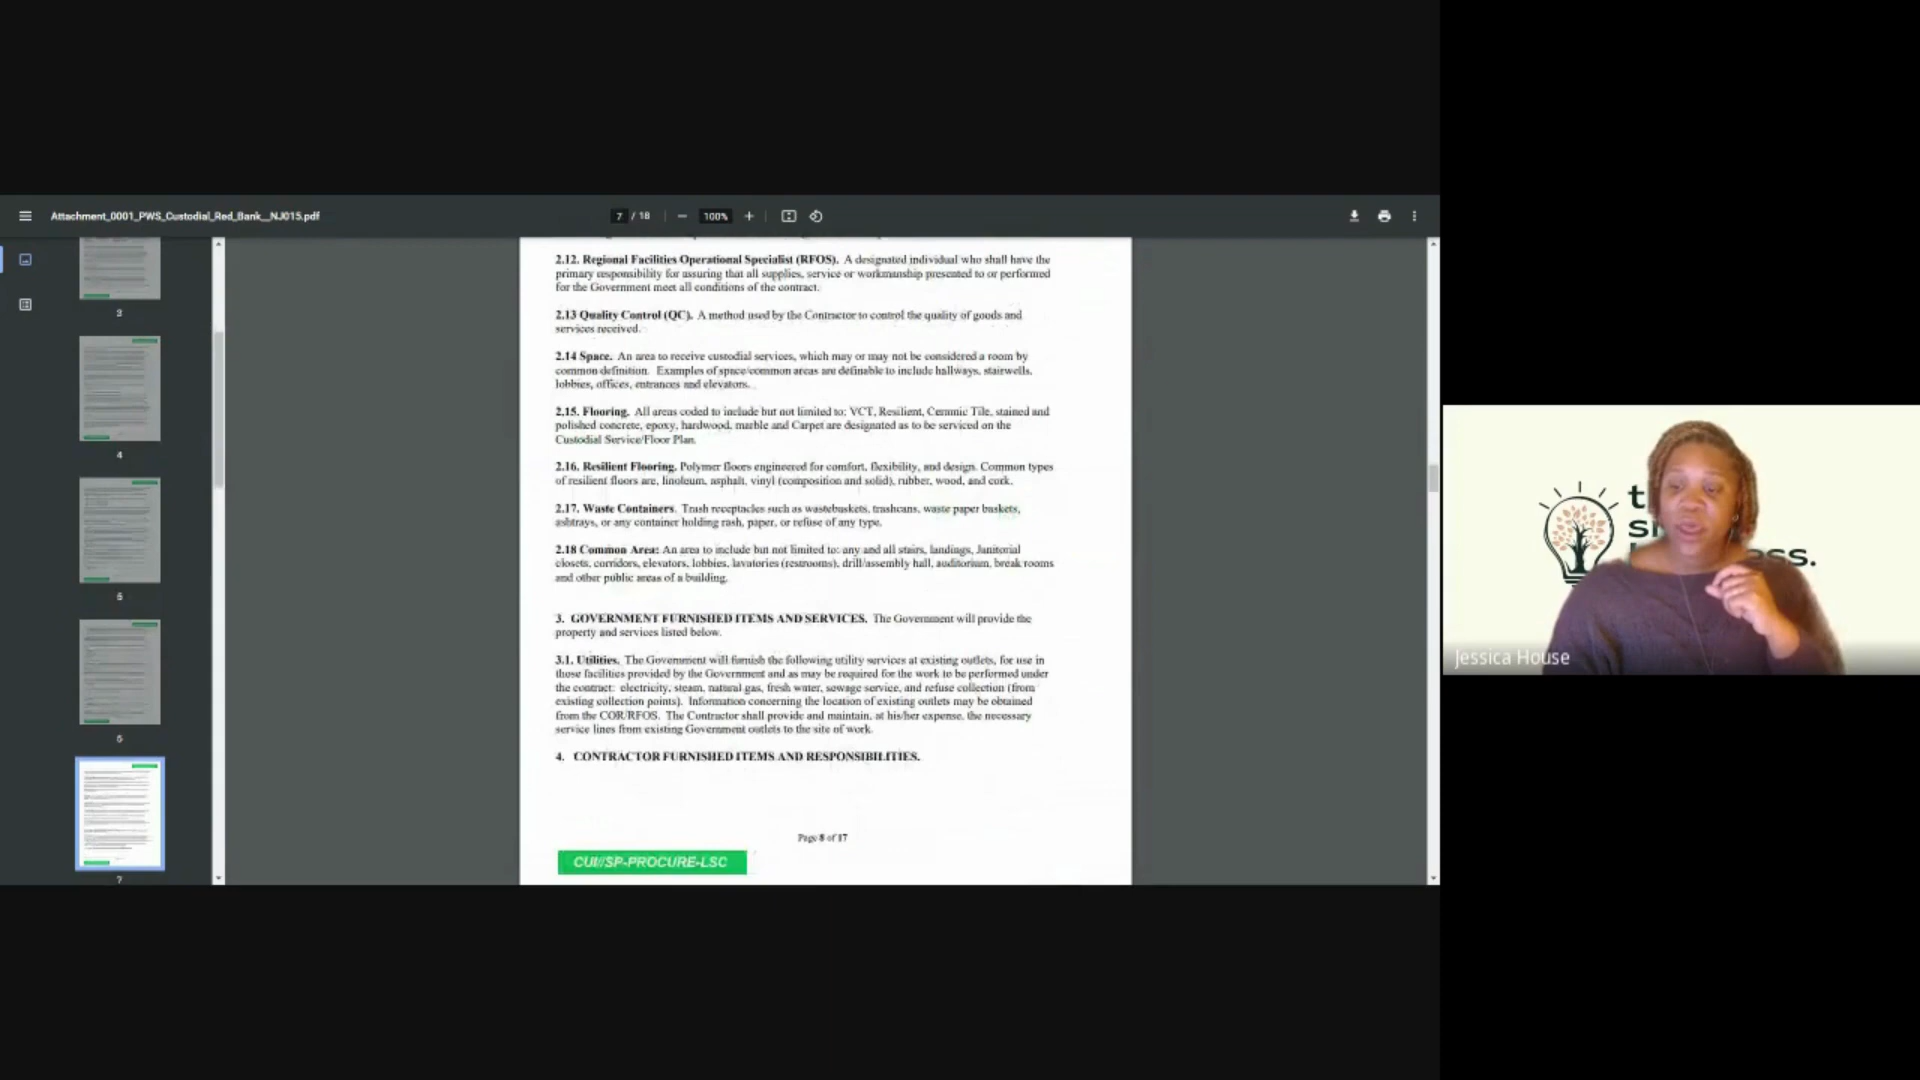 Attachment_0001_PWS_Custodial_Red_Bank__NJ015.pdf
7 / 18
100%
3
4
5
6
7
2.12. Regional Facilities Operational Specialist (RFOS). A designated individual who shall have the
primary responsibility for assuring that all supplies, service or workmanship presented to or performed
for the Government meet all conditions of the contract.
2.13 Quality Control (QC). A method used by the Contractor to control the quality of goods and
services received.
2.14 Space. An area to receive custodial services, which may or may not be considered a room by
common definition. Examples of space/common areas are definable to include hallways, stairwells,
lobbies, offices, entrances and elevators.
2.15. Flooring. All areas coded to include but not limited to: VCT, Resilient, Ceramic Tile, stained and
polished concrete, epoxy, hardwood, marble and Carpet are designated as to be serviced on the
Custodial Service/Floor Plan.
2.16. Resilient Flooring. Polymer floors engineered for comfort, flexibility, and design. Common types
of resilient floors are, linoleum, asphalt, vinyl (composition and solid), rubber, wood, and cork.
2.17. Waste Containers. Trash receptacles such as wastebaskets, trashcans, waste paper baskets,
ashtrays, or any container holding rash, paper, or refuse of any type.
2.18 Common Area: An area to include but not limited to: any and all stairs, landings, Janitorial
closets, corridors, elevators, lobbies, lavatories (restrooms), drill/assembly hall, auditorium, break rooms
and other public areas of a building.
3. GOVERNMENT FURNISHED ITEMS AND SERVICES. The Government will provide the
property and services listed below.
3.1. Utilities. The Government will furnish the following utility services at existing outlets, for use in
those facilities provided by the Government and as may be required for the work to be performed under
the contract: electricity, steam, natural gas, fresh water, sewage service, and refuse collection (from
existing collection points). Information concerning the location of existing outlets may be obtained
from the COR/RFOS. The Contractor shall provide and maintain, at his/her expense, the necessary
service lines from existing Government outlets to the site of work.
4. CONTRACTOR FURNISHED ITEMS AND RESPONSIBILITIES.
Page 8 of 17
CUI//SP-PROCURE-LSC
Jessica House